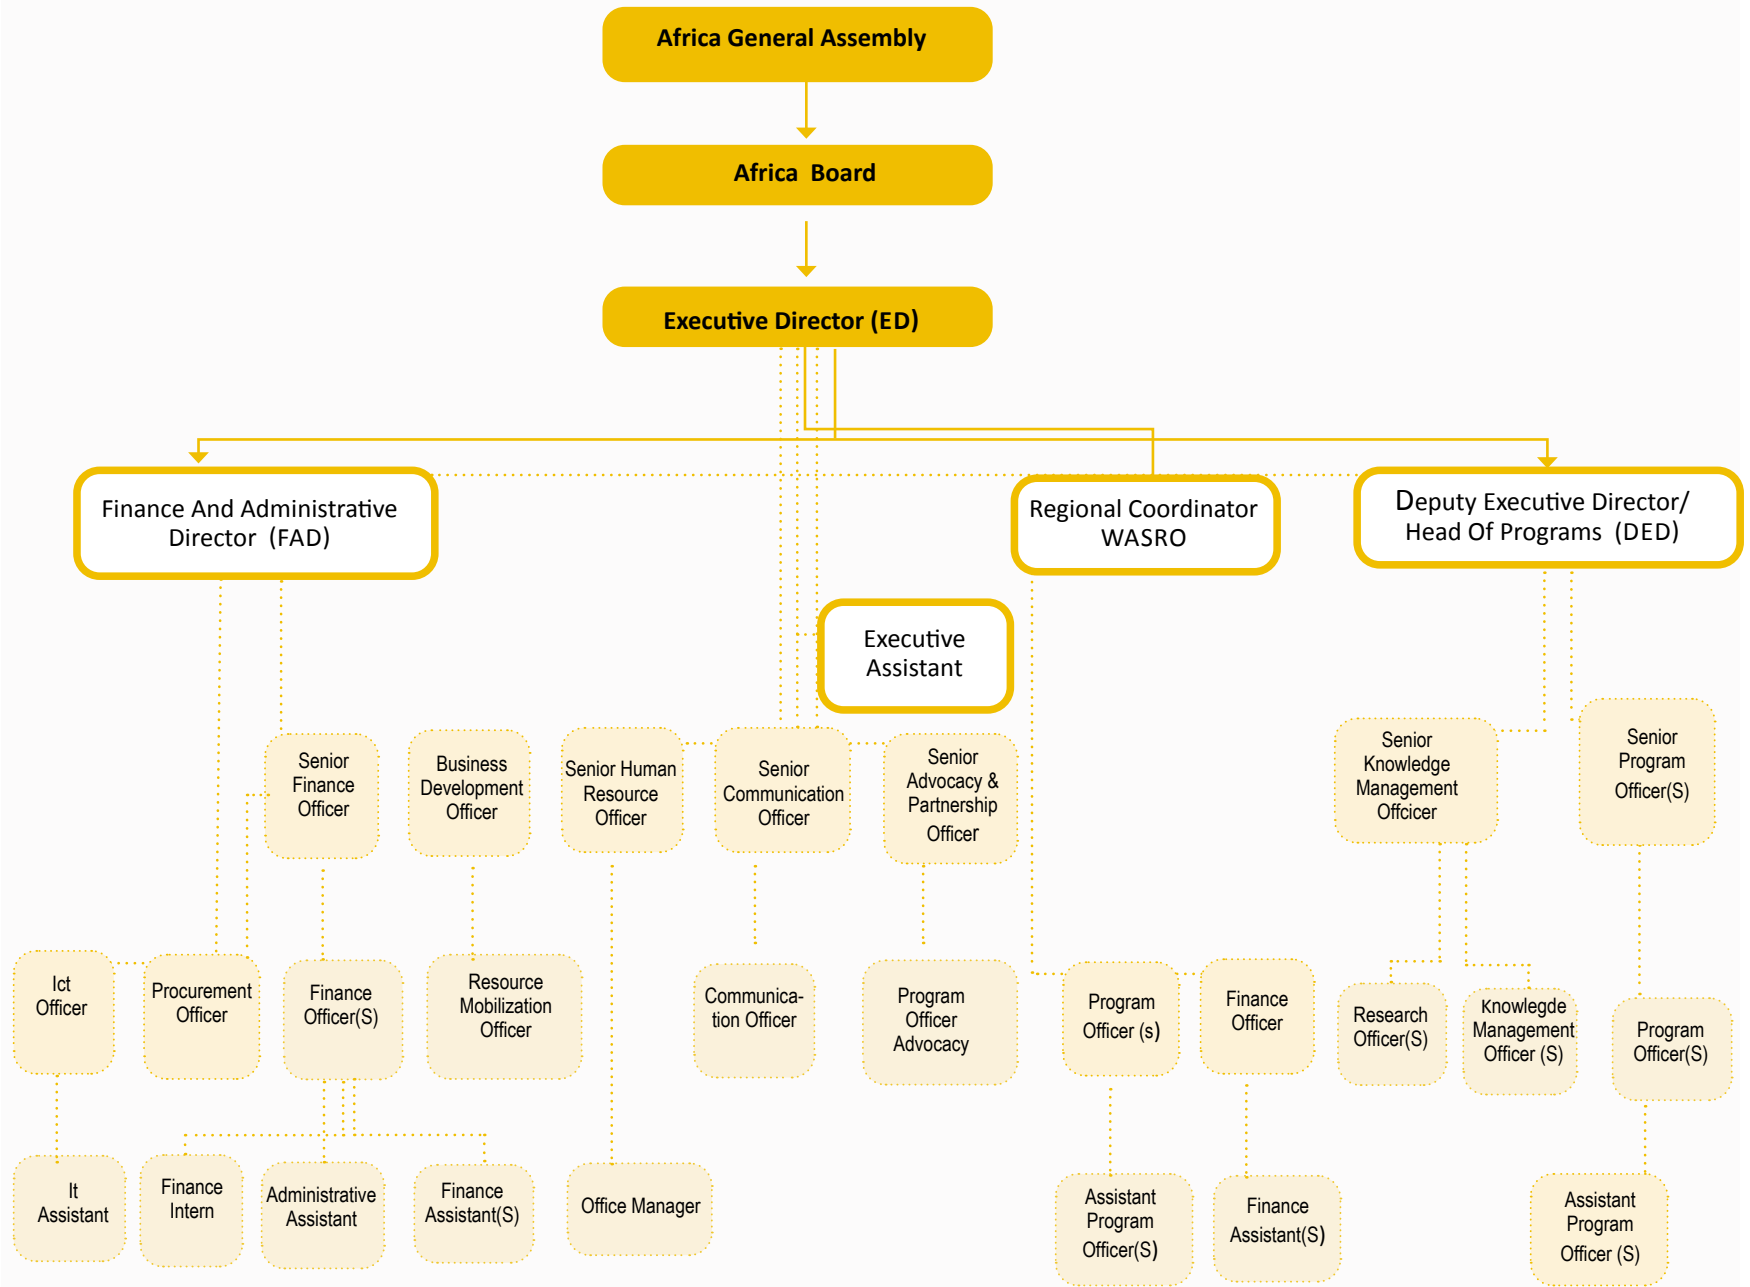 Africa General Assembly
Africa Board
Executive Director (ED)
Finance And Administrative
Director (FAD)
Regional Coordinator
WASRO
Deputy Executive Director/
Head Of Programs (DED)
Executive
Assistant
Senior
Finance
Officer
Business
Development
Officer
Senior Human
Resource
Officer
Senior
Communication
Officer
Senior
Advocacy &
Partnership
Officer
Senior
Knowledge
Management
Offcicer
Senior
Program
Officer(S)
Ict
Officer
Procurement
Officer
Finance
Officer(S)
Resource
Mobilization
Officer
Communica-
tion Officer
Program
Officer
Advocacy
Program
Officer (s)
Finance
Officer
Research
Officer(S)
Knowlegde
Management
Officer (S)
Program
Officer(S)
It
Assistant
Finance
Intern
Administrative
Assistant
Finance
Assistant(S)
Office Manager
Assistant
Program
Officer(S)
Finance
Assistant(S)
Assistant
Program
Officer (S)